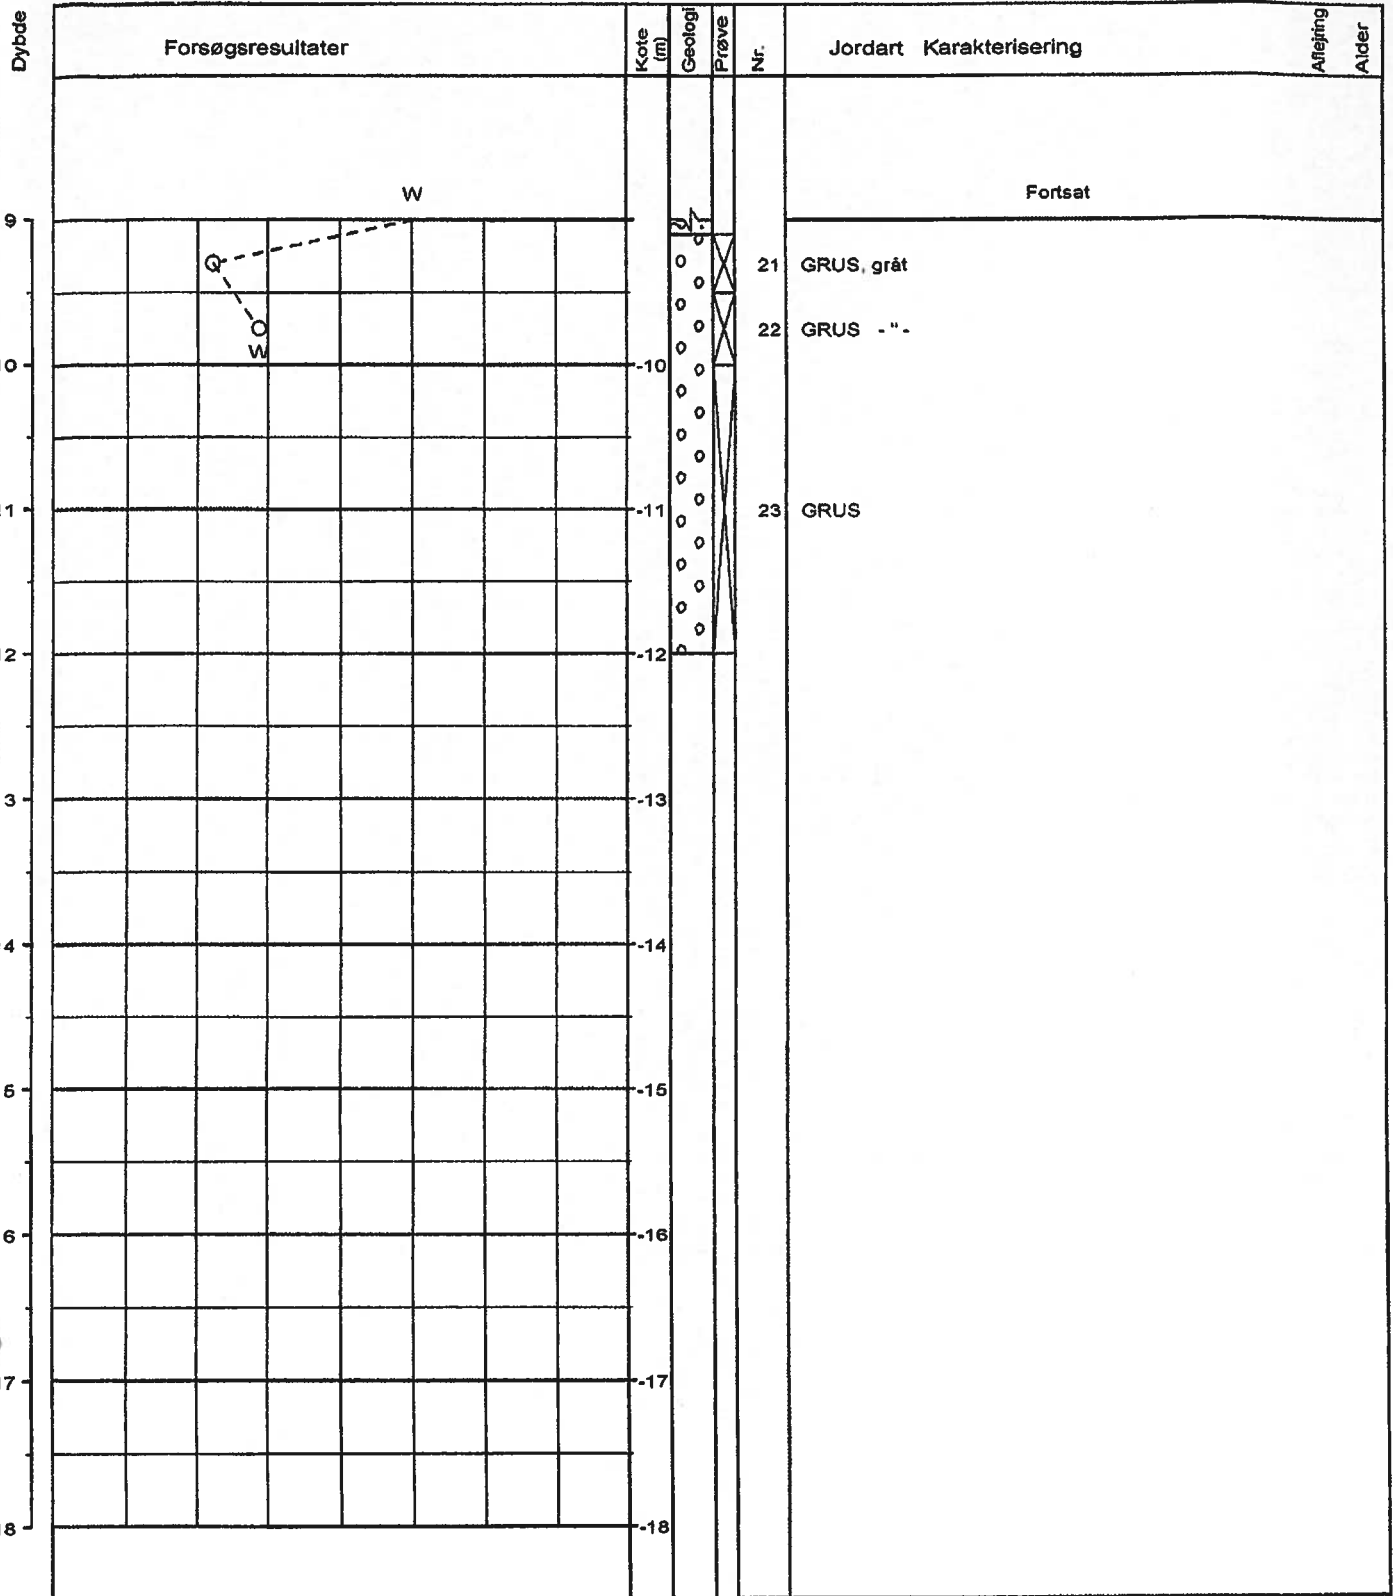 Dybde
Forsøgsresultater
Kote (m)
Geologi
Prøve
Nr.
Jordart Karakterisering
Aflejring
Alder
W
Fortsat
9
21 GRUS, gråt
22 GRUS - " -
W
0 -10
1 -11
23 GRUS
2 -12
3 -13
4 -14
5 -15
6 -16
7 -17
8 -18